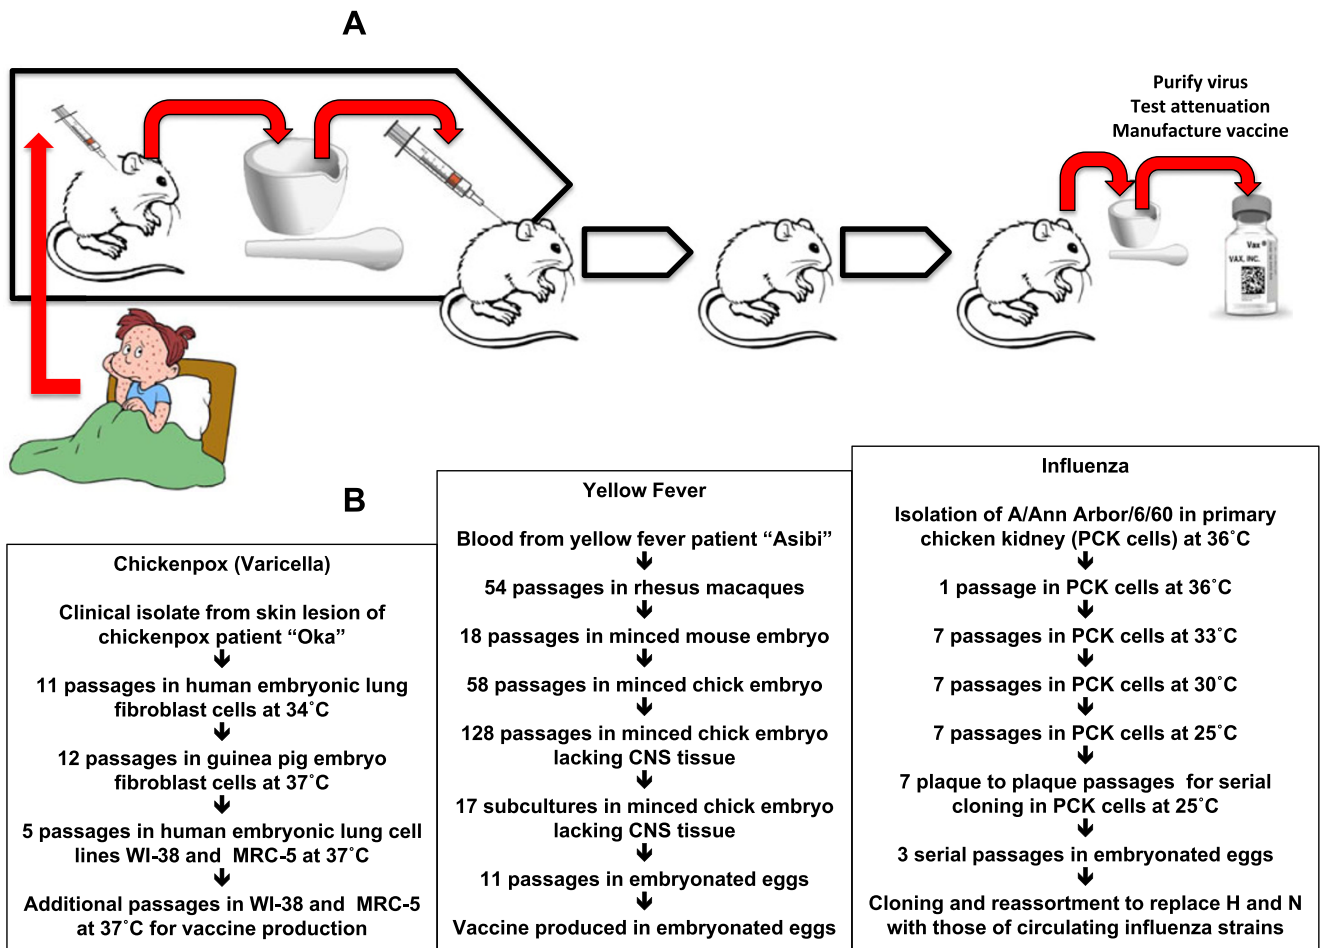 A
Purify virus
Test attenuation
Manufacture vaccine
Vax ®
VAX, INC.
B
Chickenpox (Varicella)
Clinical isolate from skin lesion of
chickenpox patient “Oka”
11 passages in human embryonic lung
fibroblast cells at 34˚C
12 passages in guinea pig embryo
fibroblast cells at 37˚C
5 passages in human embryonic lung cell
lines WI-38 and MRC-5 at 37˚C
Additional passages in WI-38 and MRC-5
at 37˚C for vaccine production
Yellow Fever
Blood from yellow fever patient “Asibi”
54 passages in rhesus macaques
18 passages in minced mouse embryo
58 passages in minced chick embryo
128 passages in minced chick embryo
lacking CNS tissue
17 subcultures in minced chick embryo
lacking CNS tissue
11 passages in embryonated eggs
Vaccine produced in embryonated eggs
Influenza
Isolation of A/Ann Arbor/6/60 in primary
chicken kidney (PCK cells) at 36˚C
1 passage in PCK cells at 36˚C
7 passages in PCK cells at 33˚C
7 passages in PCK cells at 30˚C
7 passages in PCK cells at 25˚C
7 plaque to plaque passages for serial
cloning in PCK cells at 25˚C
3 serial passages in embryonated eggs
Cloning and reassortment to replace H and N
with those of circulating influenza strains